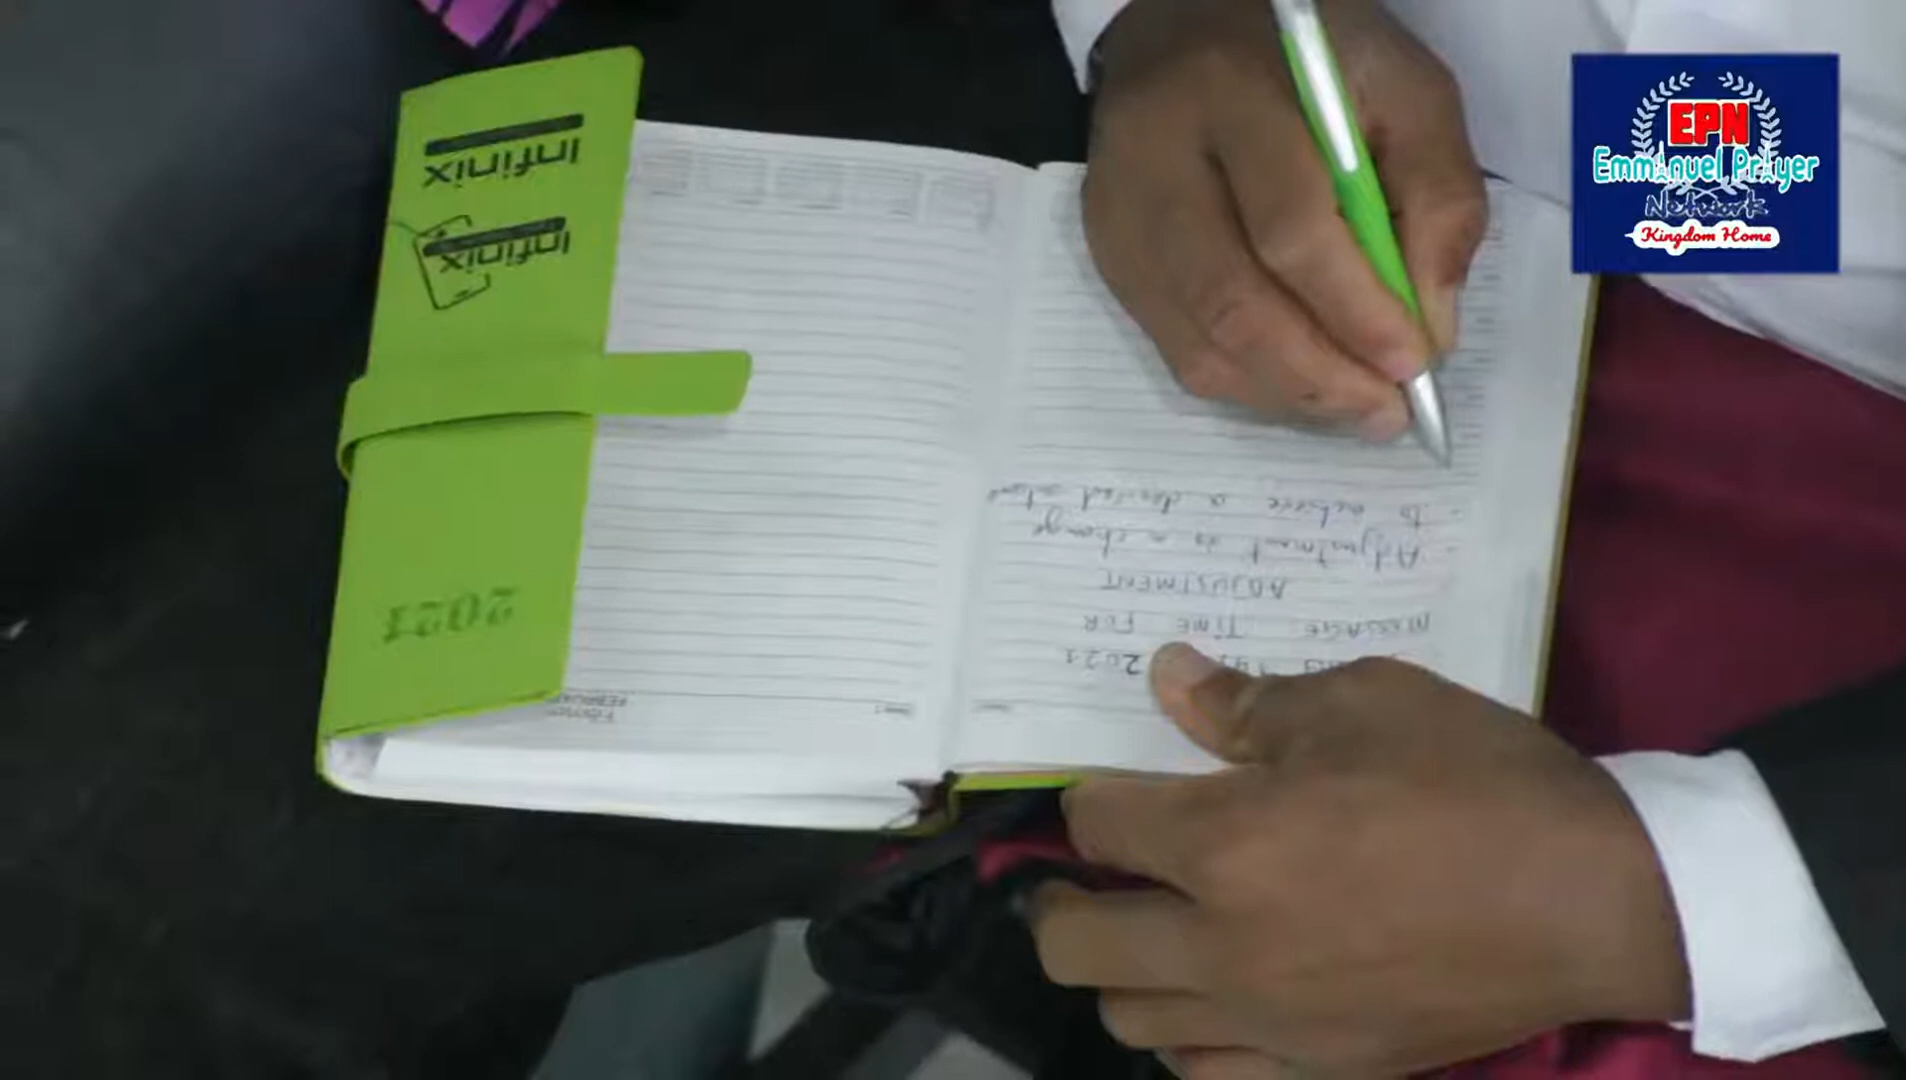 EPN
Emmanuel Prayer
Network
Kingdom Home
Infinix
Infinix
2021
2021
MESSAGE: TIME FOR
ADJUSTMENT
- Adjustment is a change
- to achieve a desired